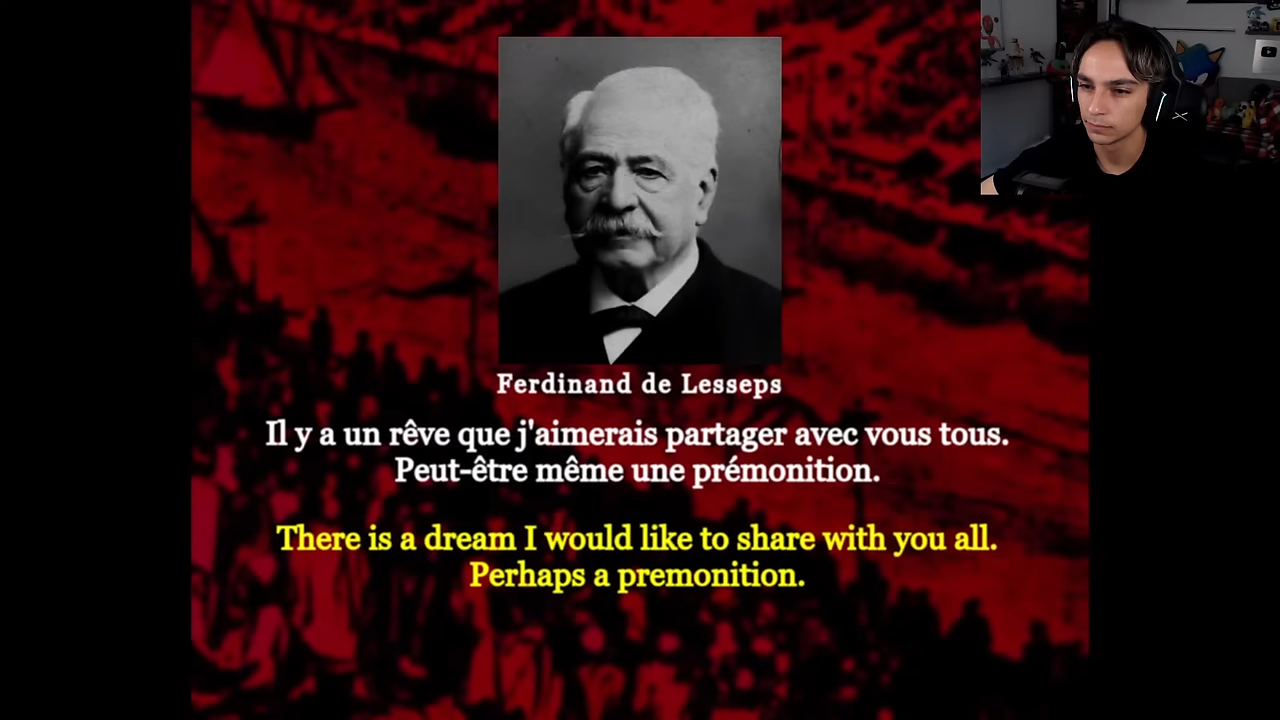 Ferdinand de Lesseps
Il y a un rêve que j'aimerais partager avec vous tous.
Peut-être même une prémonition.
There is a dream I would like to share with you all.
Perhaps a premonition.